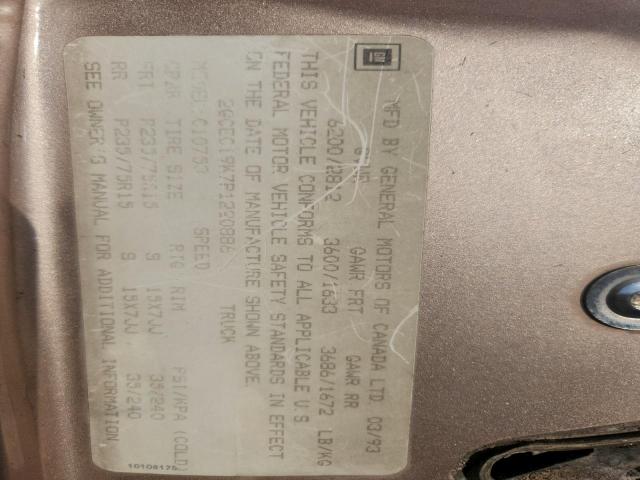 GM
MFD BY GENERAL MOTORS OF CANADA LTD 03/93
GVWR GAWR FRT GAWR RR
6200/2812 3600/1633 3686/1672 LB/KG
THIS VEHICLE CONFORMS TO ALL APPLICABLE U.S.
FEDERAL MOTOR VEHICLE SAFETY STANDARDS IN EFFECT
ON THE DATE OF MANUFACTURE SHOWN ABOVE.
TRUCK
MODEL: C10753
SPEED
TIRE SIZE RTG RIM PSI/KPA (COLD)
FRT P235/75R15 S 15X7JJ 35/240
RR P235/75R15 S 15X7JJ 35/240
SEE OWNER'S MANUAL FOR ADDITIONAL INFORMATION